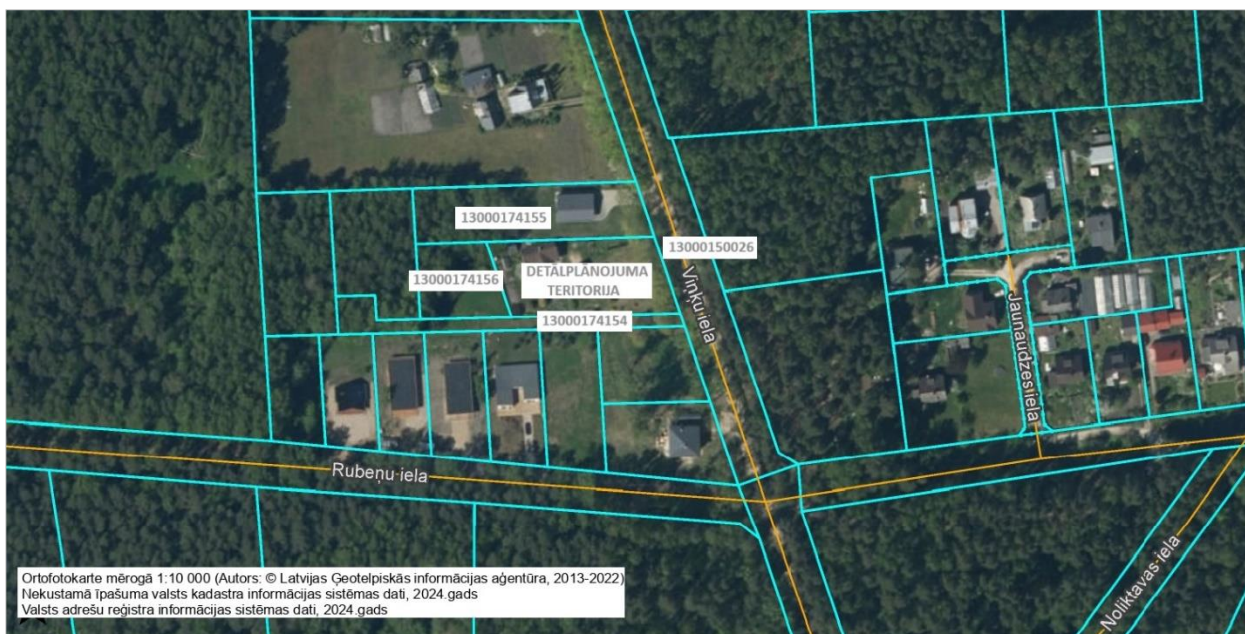 13000174155
13000150026
13000174156
DETĀLPLĀNOJUMA
TERITORIJA
13000174154
Viņķu iela
Jaunaudzes iela
Rubeņu iela
Noliktavas iela
Ortofotokarte mērogā 1:10 000 (Autors: © Latvijas Ģeotelpiskās informācijas aģentūra, 2013-2022)
Nekustamā īpašuma valsts kadastra informācijas sistēmas dati, 2024.gads
Valsts adrešu reģistra informācijas sistēmas dati, 2024.gads